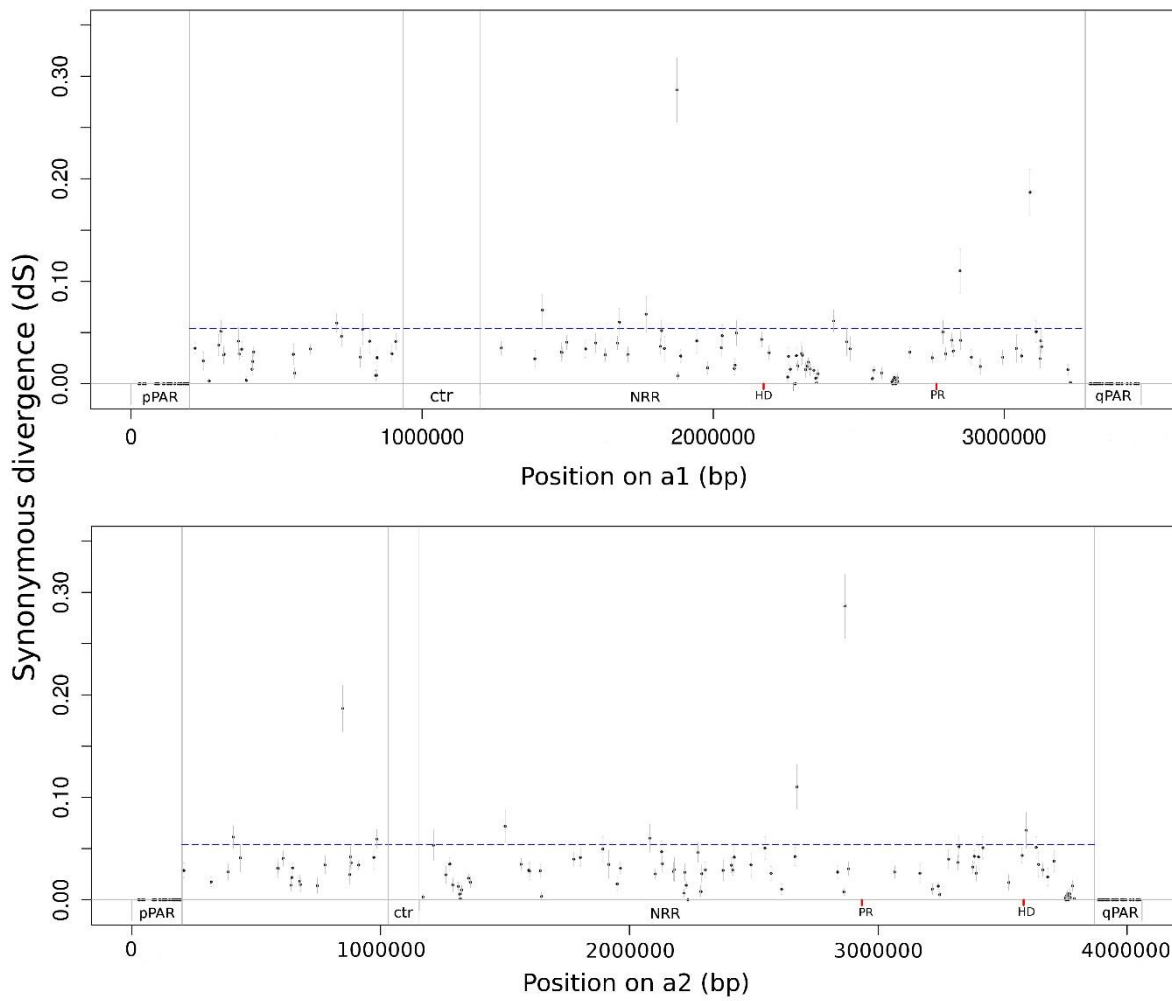 Synonymous divergence (dS)
0.30
0.20
0.10
0.00
pPAR ctr NRR HD PR qPAR
0 1000000 2000000 3000000
Position on a1 (bp)
0.30
0.20
0.10
0.00
pPAR ctr NRR PR HD qPAR
0 1000000 2000000 3000000 4000000
Position on a2 (bp)